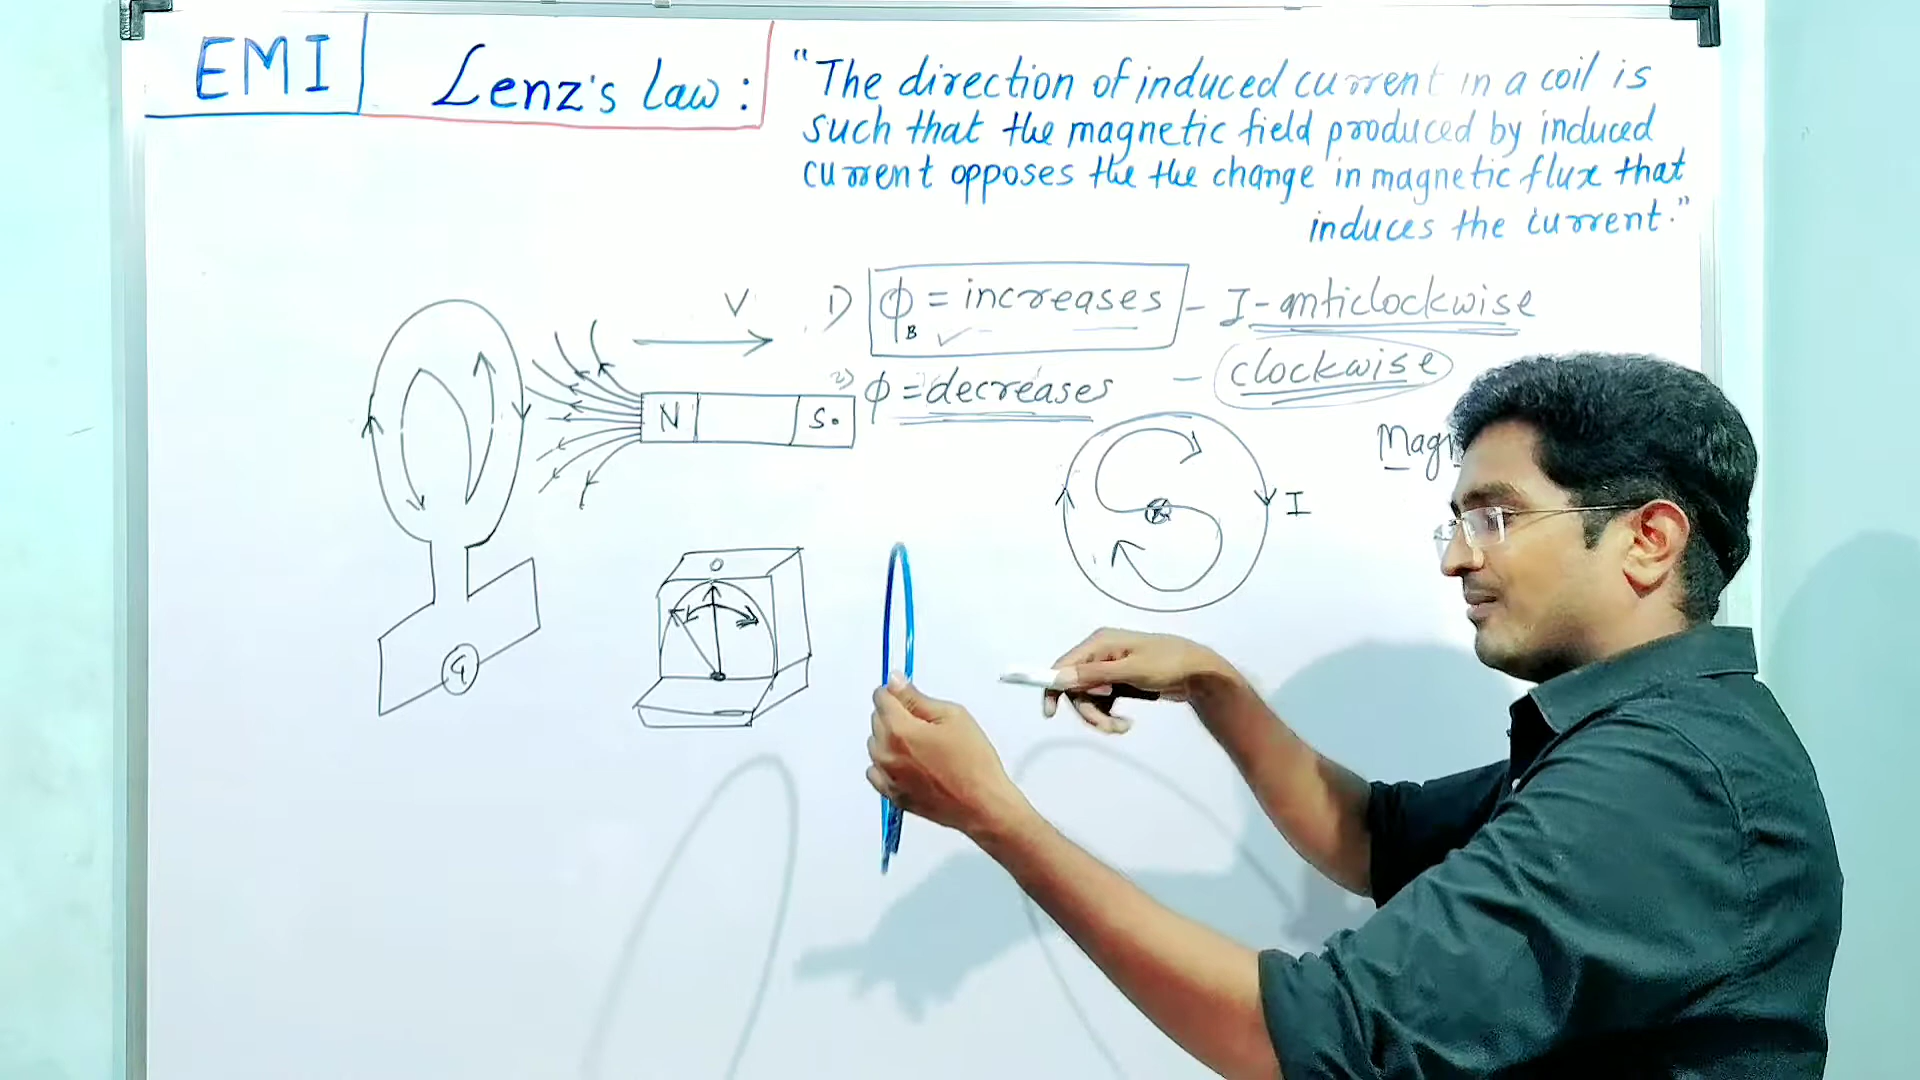 EMI
Lenz's Law :
"The direction of induced current in a coil is
such that the magnetic field produced by induced
current opposes the the change in magnetic flux that
induces the current."
V
1) ϕB = increases - I - anticlockwise
2) ϕ = decreases - clockwise
N S
I
G